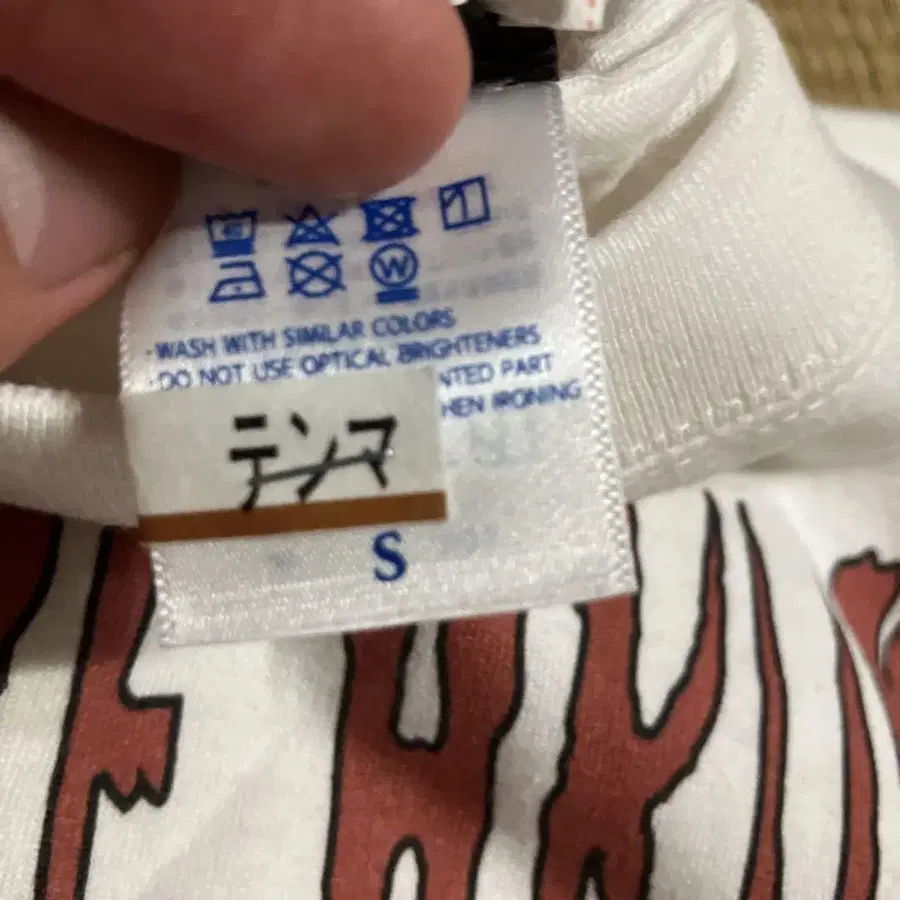 W
·WASH WITH SIMILAR COLORS
·DO NOT USE OPTICAL BRIGHTENERS
NTED PART
HEN IRONING
テンマ
S